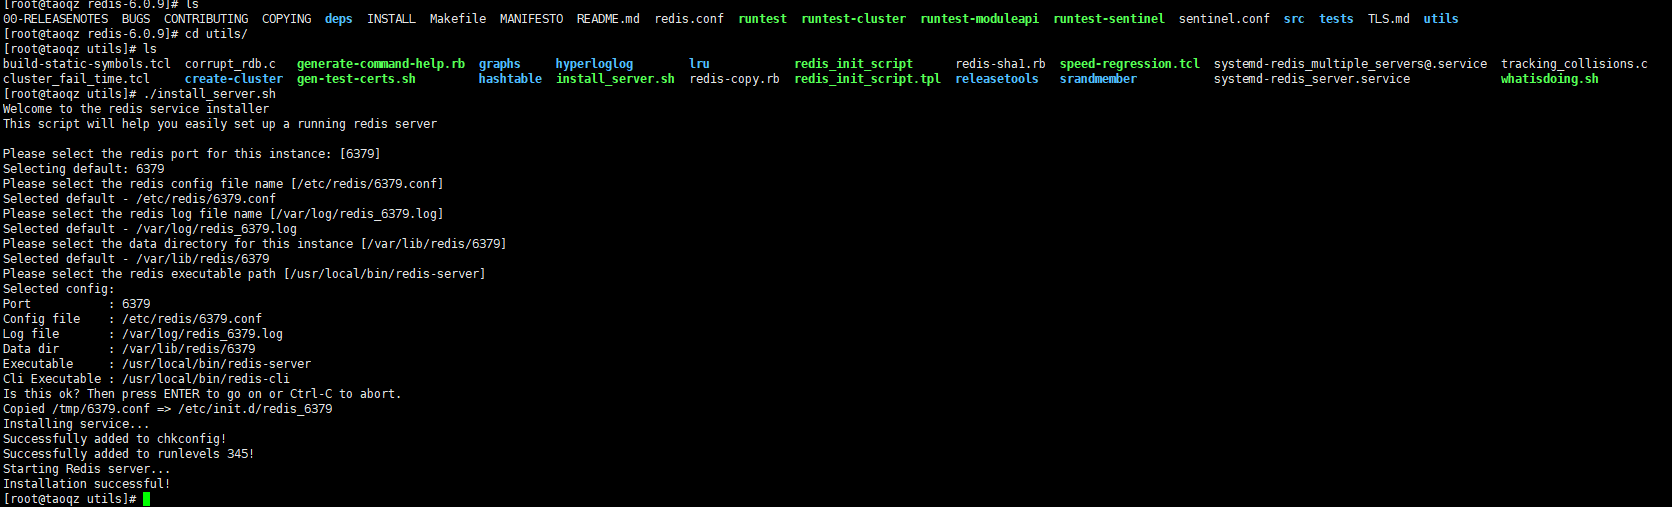 [root@taoqz redis-6.0.9]# ls
00-RELEASENOTES  BUGS  CONTRIBUTING  COPYING  deps  INSTALL  Makefile  MANIFESTO  README.md  redis.conf  runtest  runtest-cluster  runtest-moduleapi  runtest-sentinel  sentinel.conf  src  tests  TLS.md  utils
[root@taoqz redis-6.0.9]# cd utils/
[root@taoqz utils]# ls
build-static-symbols.tcl  corrupt_rdb.c   generate-command-help.rb  graphs     hyperloglog        lru            redis_init_script      redis-sha1.rb  speed-regression.tcl  systemd-redis_multiple_servers@.service  tracking_collisions.c
cluster_fail_time.tcl     create-cluster  gen-test-certs.sh         hashtable  install_server.sh  redis-copy.rb  redis_init_script.tpl  releasetools   srandmember           systemd-redis_server.service             whatisdoing.sh
[root@taoqz utils]# ./install_server.sh
Welcome to the redis service installer
This script will help you easily set up a running redis server
Please select the redis port for this instance: [6379]
Selecting default: 6379
Please select the redis config file name [/etc/redis/6379.conf]
Selected default - /etc/redis/6379.conf
Please select the redis log file name [/var/log/redis_6379.log]
Selected default - /var/log/redis_6379.log
Please select the data directory for this instance [/var/lib/redis/6379]
Selected default - /var/lib/redis/6379
Please select the redis executable path [/usr/local/bin/redis-server]
Selected config:
Port           : 6379
Config file    : /etc/redis/6379.conf
Log file       : /var/log/redis_6379.log
Data dir       : /var/lib/redis/6379
Executable     : /usr/local/bin/redis-server
Cli Executable : /usr/local/bin/redis-cli
Is this ok? Then press ENTER to go on or Ctrl-C to abort.
Copied /tmp/6379.conf => /etc/init.d/redis_6379
Installing service...
Successfully added to chkconfig!
Successfully added to runlevels 345!
Starting Redis server...
Installation successful!
[root@taoqz utils]#